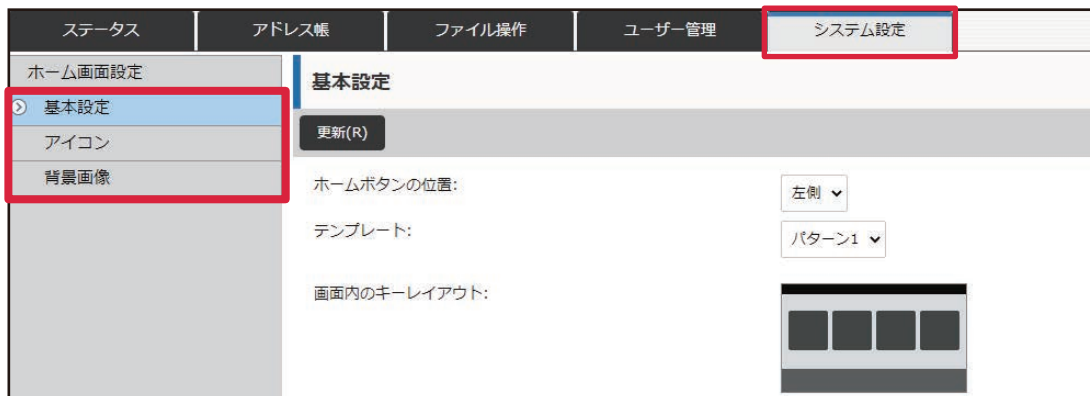 ステータス
アドレス帳
ファイル操作
ユーザー管理
システム設定
ホーム画面設定
基本設定
アイコン
背景画像
基本設定
更新(R)
ホームボタンの位置:
左側
テンプレート:
パターン1
画面内のキーレイアウト: